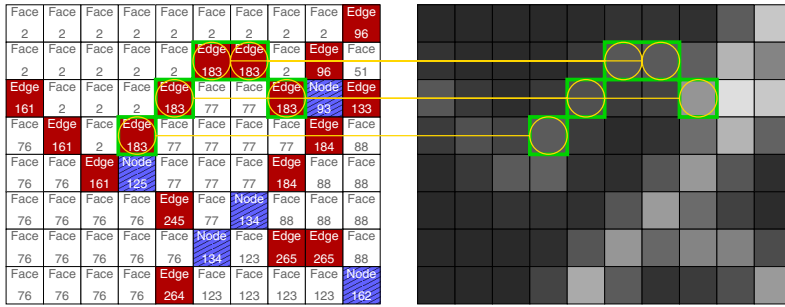 Face Face Face Face Face Face Face Face Face Edge
2 2 2 2 2 2 2 2 2 96
Face Face Face Face Face Edge Edge Face Edge Face
2 2 2 2 2 183 183 2 96 51
Edge Face Face Face Edge Face Face Edge Node Edge
161 2 2 2 183 77 77 183 93 133
Face Edge Face Edge Face Face Face Face Edge Face
76 161 2 183 77 77 77 77 184 88
Face Face Edge Node Face Face Face Edge Face Face
76 76 161 125 77 77 77 184 88 88
Face Face Face Face Edge Face Node Face Face Face
76 76 76 76 245 77 134 88 88 88
Face Face Face Face Face Node Face Edge Edge Face
76 76 76 76 76 134 123 265 265 88
Face Face Face Face Edge Face Face Face Face Node
76 76 76 76 264 123 123 123 123 162